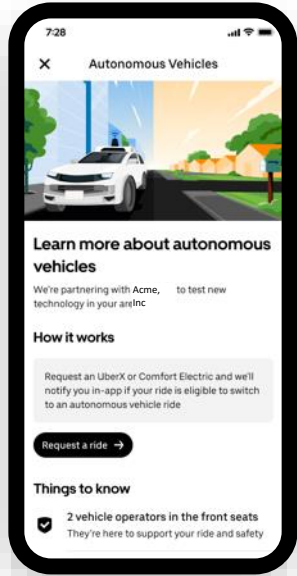 7:28
Autonomous Vehicles
Learn more about autonomous
vehicles
We're partnering with Acme, to test new
technology in your are Inc
How it works
Request an UberX or Comfort Electric and we'll
notify you in-app if your ride is eligible to switch
to an autonomous vehicle ride
Request a ride →
Things to know
2 vehicle operators in the front seats
They're here to support your ride and safety